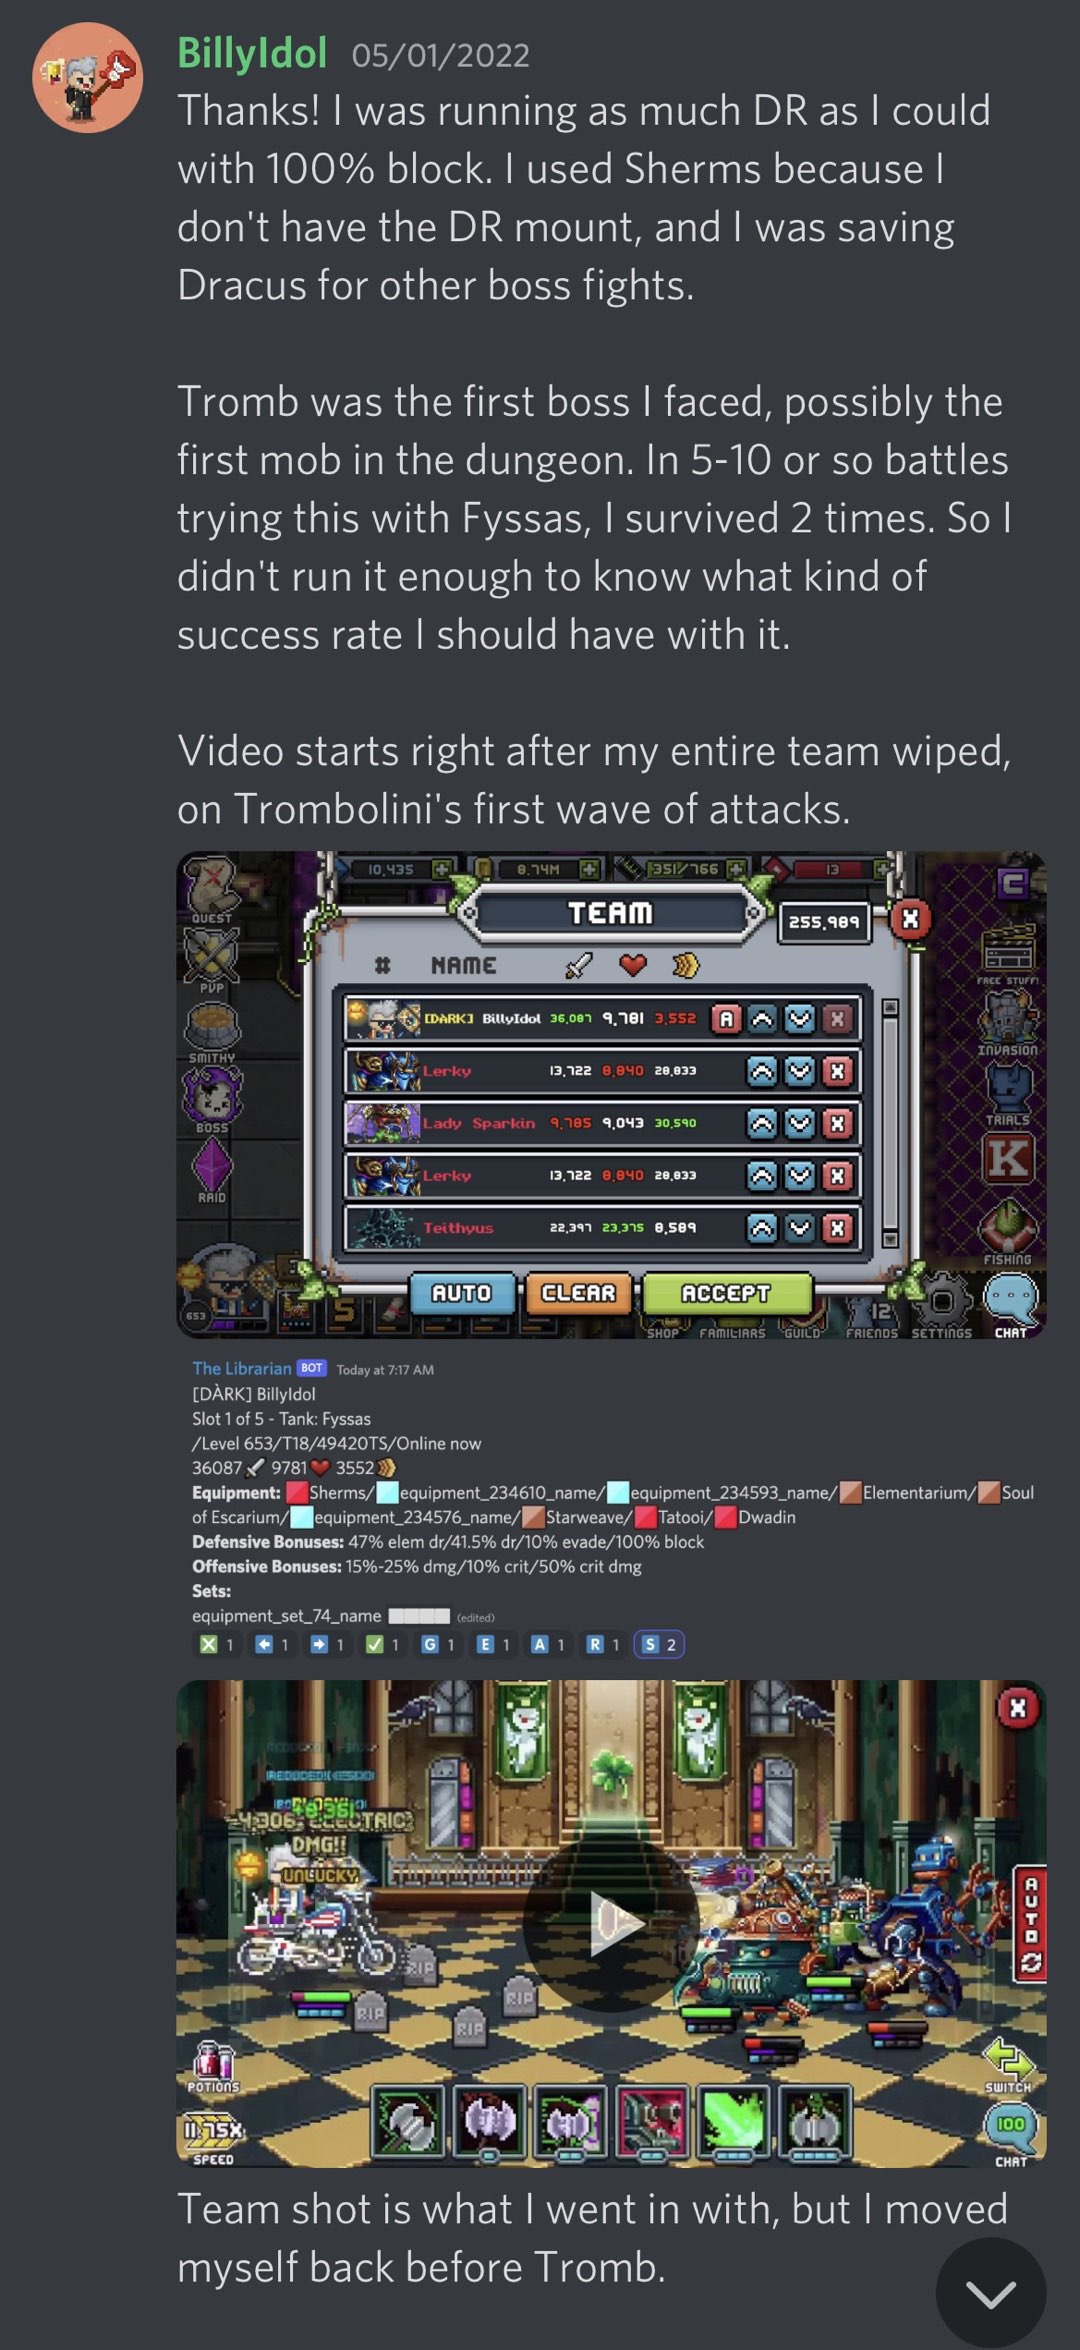 BillyIdol 05/01/2022
Thanks! I was running as much DR as I could
with 100% block. I used Sherms because I
don't have the DR mount, and I was saving
Dracus for other boss fights.
Tromb was the first boss I faced, possibly the
first mob in the dungeon. In 5-10 or so battles
trying this with Fyssas, I survived 2 times. So I
didn't run it enough to know what kind of
success rate I should have with it.
Video starts right after my entire team wiped,
on Trombolini's first wave of attacks.
10,435 8.74M 351/766 13
TEAM
255,989
# NAME
[DARK] BillyIdol 36,087 9,781 3,552 A
Lerky 13,722 8,840 28,833
Lady Sparkin 9,785 9,043 30,590
Lerky 13,722 8,840 28,833
Teithyus 22,397 23,375 8,589
AUTO CLEAR ACCEPT
QUEST
PVP
SMITHY
BOSS
RAID
653
C
FREE STUFF!
INVASION
TRIALS
K
FISHING
12
SHOP FAMILIARS GUILD FRIENDS SETTINGS CHAT
The Librarian BOT Today at 7:17 AM
[DÀRK] BillyIdol
Slot 1 of 5 - Tank: Fyssas
/Level 653/T18/49420TS/Online now
36087 9781 3552
Equipment: Sherms/ equipment_234610_name/ equipment_234593_name/ Elementarium/ Soul
of Escarium/ equipment_234576_name/ Starweave/ Tatooi/ Dwadin
Defensive Bonuses: 47% elem dr/41.5% dr/10% evade/100% block
Offensive Bonuses: 15%-25% dmg/10% crit/50% crit dmg
Sets:
equipment_set_74_name (edited)
X 1 1 1 1 G 1 E 1 A 1 R 1 S 2
-4,306 ELECTRIC
DMG!!
UNLUCKY
RIP
RIP
RIP
RIP
AUTO
POTIONS
11.75X
SPEED
SWITCH
100
CHAT
Team shot is what I went in with, but I moved
myself back before Tromb.